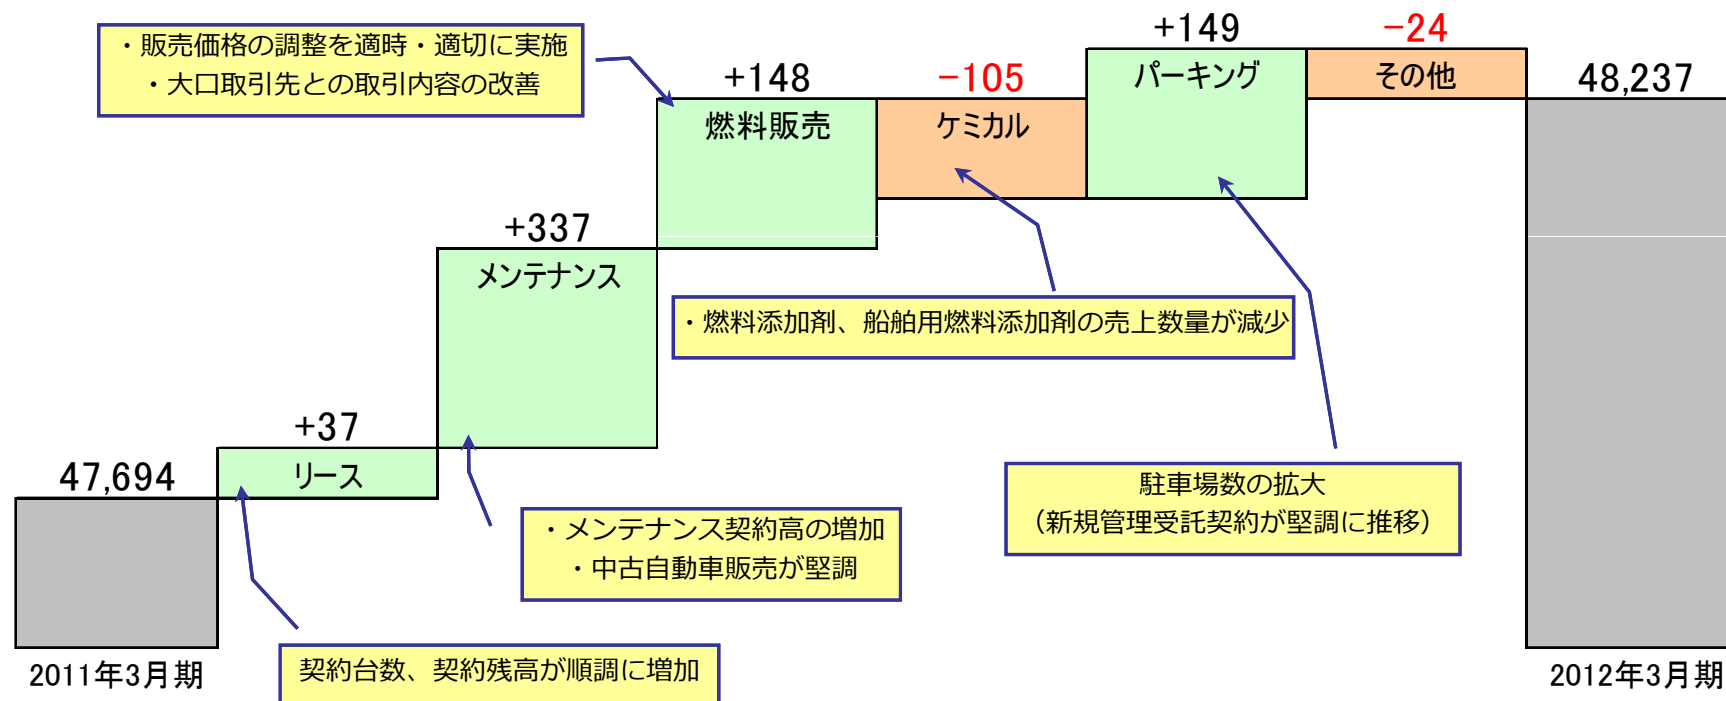 ・販売価格の調整を適時・適切に実施
・大口取引先との取引内容の改善
+148
燃料販売
-105
ケミカル
+149
パーキング
-24
その他
48,237
+337
メンテナンス
・燃料添加剤、船舶用燃料添加剤の売上数量が減少
+37
リース
47,694
・メンテナンス契約高の増加
・中古自動車販売が堅調
駐車場数の拡大
（新規管理受託契約が堅調に推移）
契約台数、契約残高が順調に増加
2011年3月期
2012年3月期